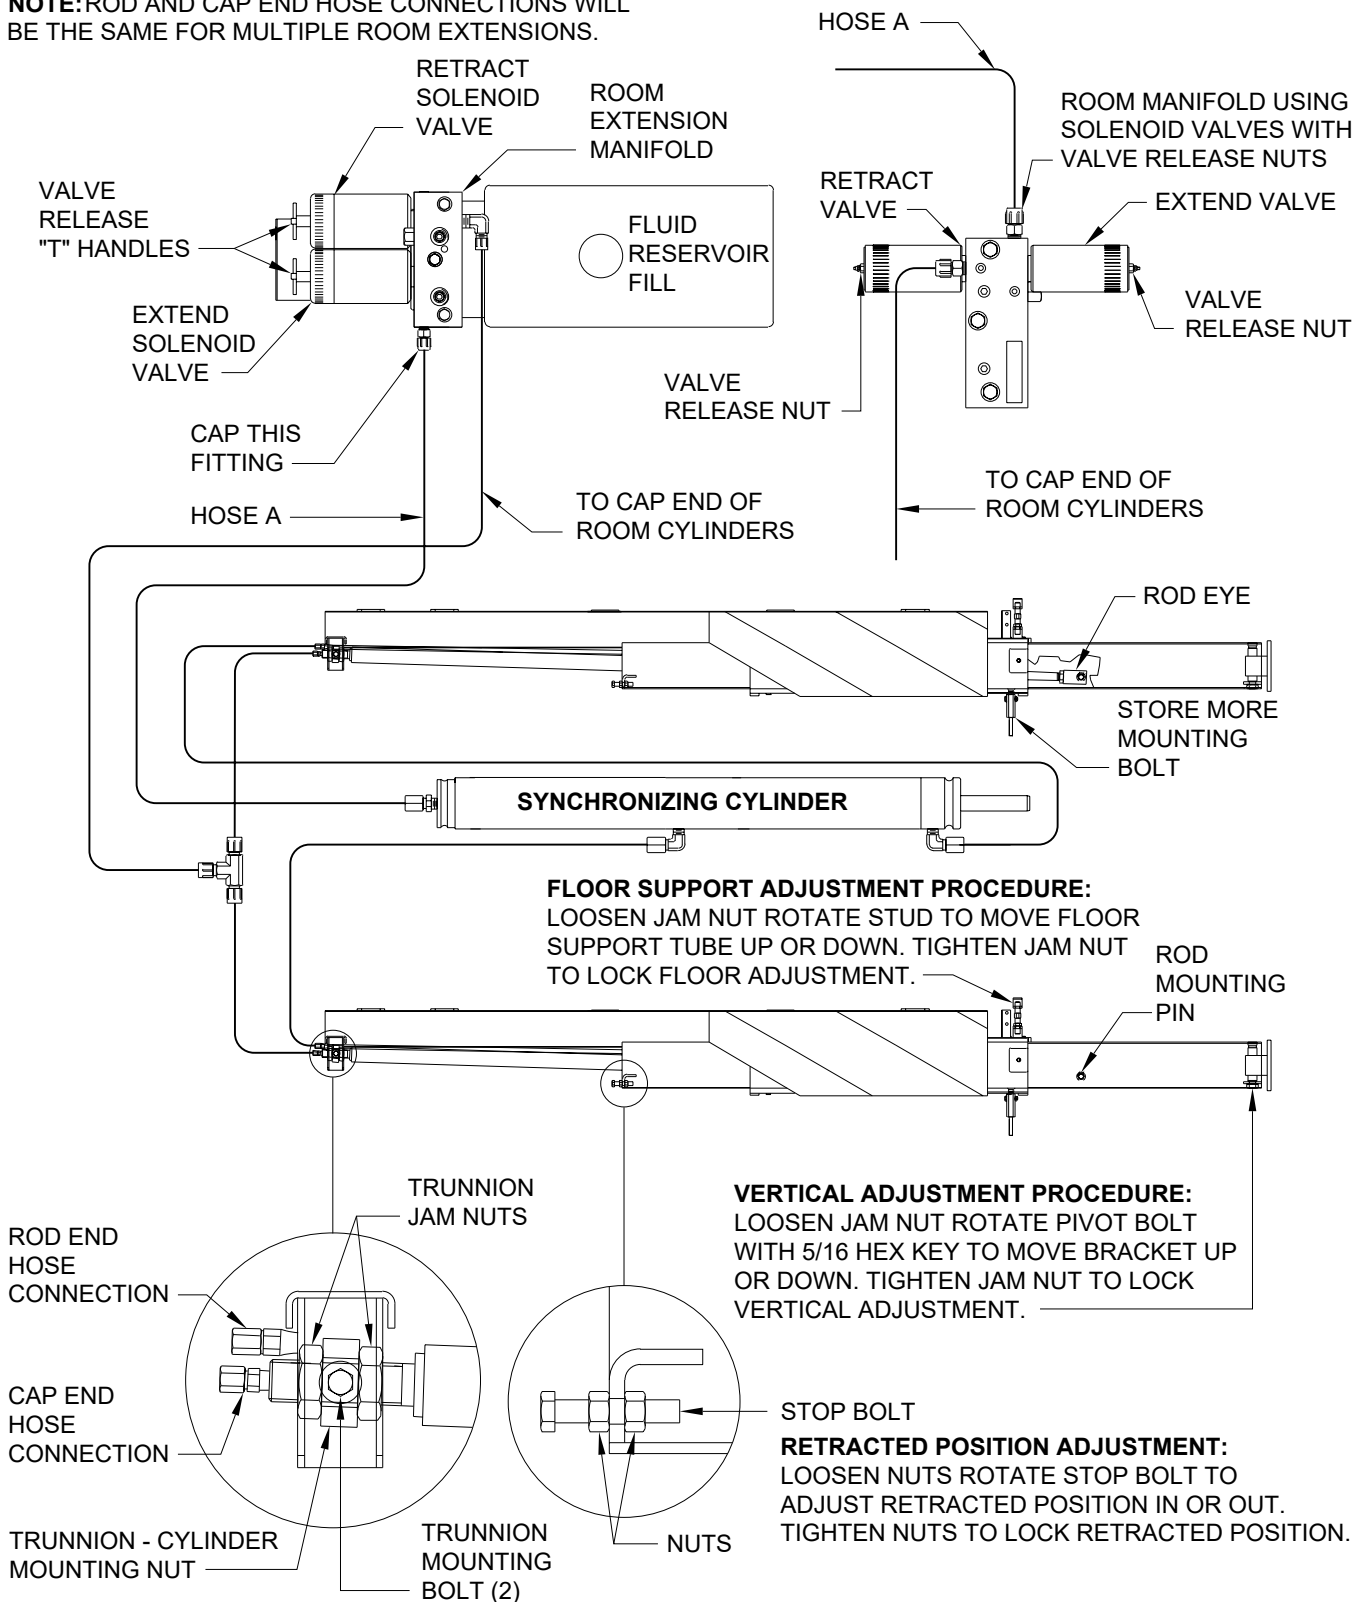 NOTE: ROD AND CAP END HOSE CONNECTIONS WILL
BE THE SAME FOR MULTIPLE ROOM EXTENSIONS.
HOSE A
RETRACT
SOLENOID
VALVE
ROOM
EXTENSION
MANIFOLD
ROOM MANIFOLD USING
SOLENOID VALVES WITH
VALVE RELEASE NUTS
VALVE
RELEASE
"T" HANDLES
RETRACT
VALVE
EXTEND VALVE
FLUID
RESERVOIR
FILL
EXTEND
SOLENOID
VALVE
VALVE
RELEASE NUT
VALVE
RELEASE NUT
CAP THIS
FITTING
HOSE A
TO CAP END OF
ROOM CYLINDERS
TO CAP END OF
ROOM CYLINDERS
ROD EYE
STORE MORE
MOUNTING
BOLT
SYNCHRONIZING CYLINDER
FLOOR SUPPORT ADJUSTMENT PROCEDURE:
LOOSEN JAM NUT ROTATE STUD TO MOVE FLOOR
SUPPORT TUBE UP OR DOWN. TIGHTEN JAM NUT
TO LOCK FLOOR ADJUSTMENT.
ROD
MOUNTING
PIN
TRUNNION
JAM NUTS
VERTICAL ADJUSTMENT PROCEDURE:
LOOSEN JAM NUT ROTATE PIVOT BOLT
WITH 5/16 HEX KEY TO MOVE BRACKET UP
OR DOWN. TIGHTEN JAM NUT TO LOCK
VERTICAL ADJUSTMENT.
ROD END
HOSE
CONNECTION
CAP END
HOSE
CONNECTION
STOP BOLT
RETRACTED POSITION ADJUSTMENT:
LOOSEN NUTS ROTATE STOP BOLT TO
ADJUST RETRACTED POSITION IN OR OUT.
TIGHTEN NUTS TO LOCK RETRACTED POSITION.
TRUNNION - CYLINDER
MOUNTING NUT
TRUNNION
MOUNTING
BOLT (2)
NUTS